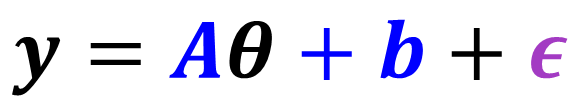 y = Aθ + b + ϵ